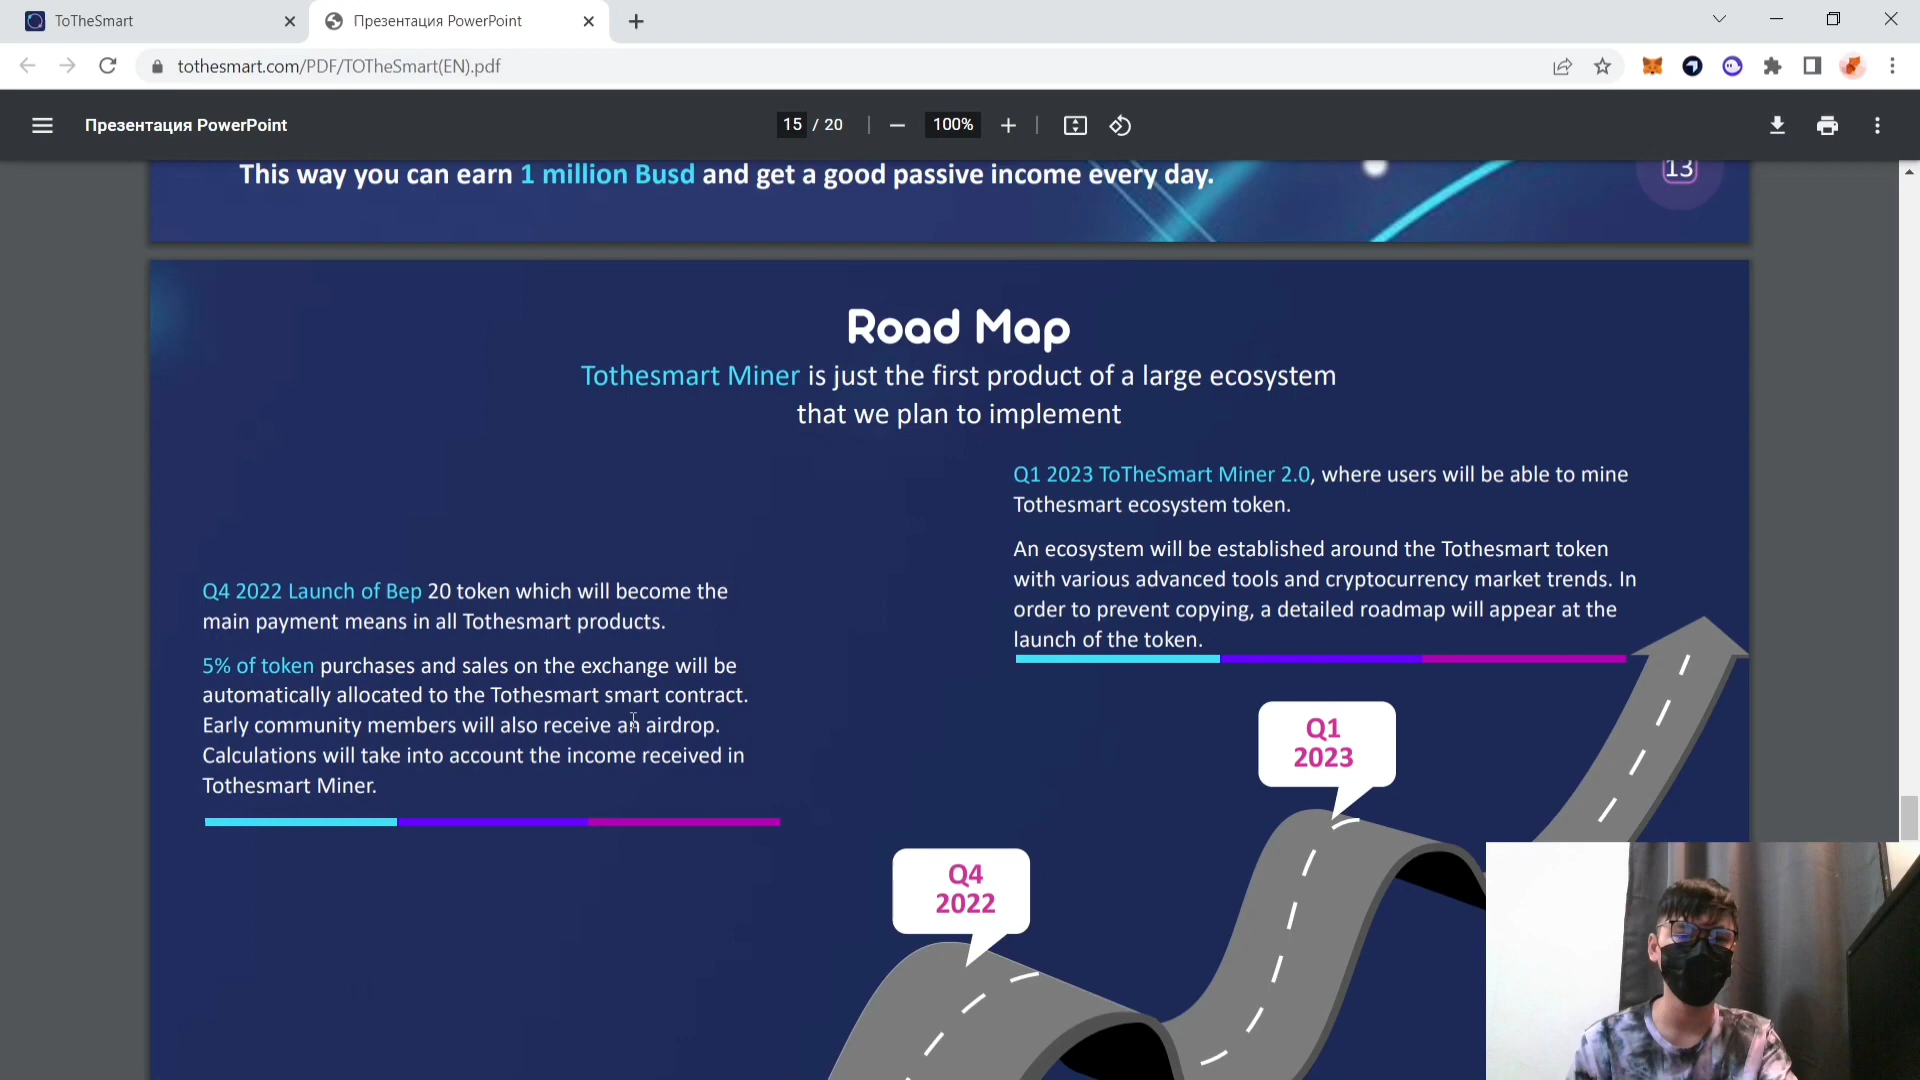 ToTheSmart
Презентация PowerPoint
tothesmart.com/PDF/TOTheSmart(EN).pdf
Презентация PowerPoint
15 / 20
100%
This way you can earn 1 million Busd and get a good passive income every day.
13
Road Map
Tothesmart Miner is just the first product of a large ecosystem
that we plan to implement
Q1 2023 ToTheSmart Miner 2.0, where users will be able to mine
Tothesmart ecosystem token.
An ecosystem will be established around the Tothesmart token
with various advanced tools and cryptocurrency market trends. In
order to prevent copying, a detailed roadmap will appear at the
launch of the token.
Q4 2022 Launch of Bep 20 token which will become the
main payment means in all Tothesmart products.
5% of token purchases and sales on the exchange will be
automatically allocated to the Tothesmart smart contract.
Early community members will also receive an airdrop.
Calculations will take into account the income received in
Tothesmart Miner.
Q1
2023
Q4
2022